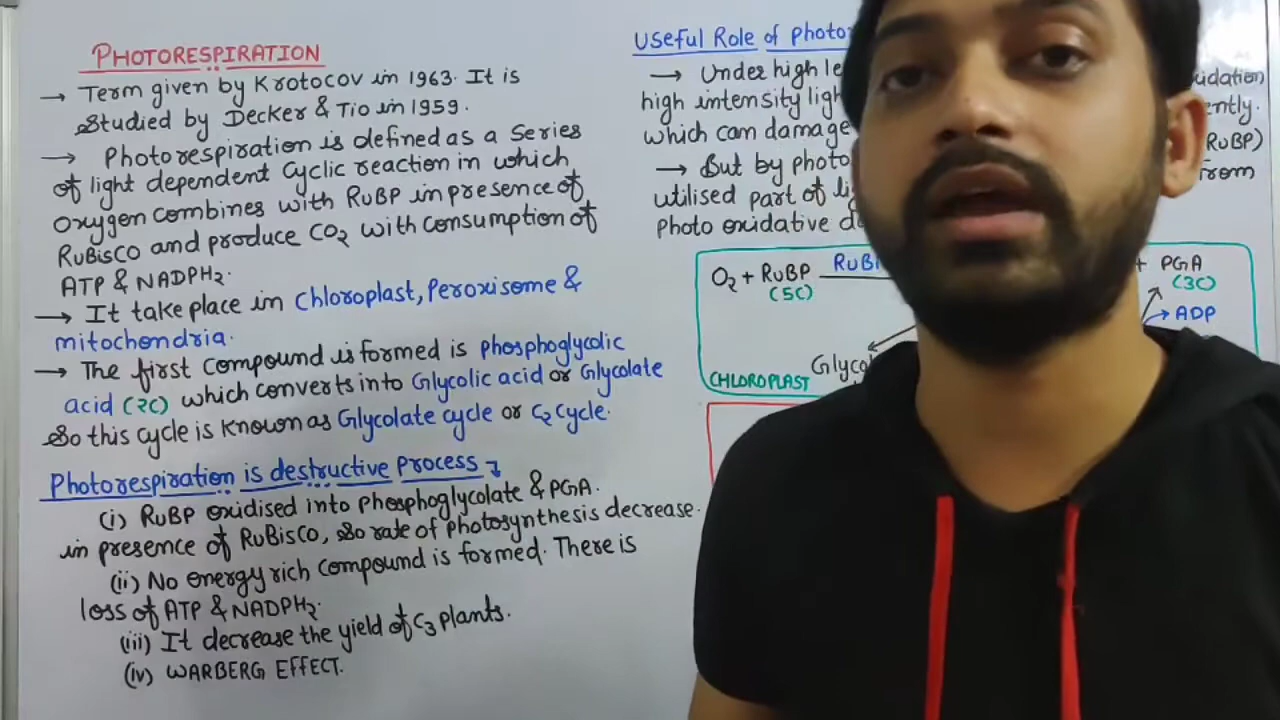 PHOTORESPIRATION
→ Term given by Krotocov in 1963. It is
Studied by Decker & Tio in 1959.
→ Photorespiration is defined as a Series
of light dependent Cyclic reaction in which
oxygen combines with RuBP in presence of
RuBisCO and produce CO2 with consumption of
ATP & NADPH2.
→ It take place in Chloroplast, Peroxisome &
mitochondria.
→ The first Compound is formed is phosphoglycolic
acid (2C) which converts into Glycolic acid or Glycolate
So this cycle is known as Glycolate cycle or C2 Cycle.
Photorespiration is destructive Process
(i) RuBP oxidised into Phosphoglycolate & PGA.
in presence of RuBisCO, so rate of photosynthesis decrease.
(ii) No energy rich compound is formed. There is
loss of ATP & NADPH2.
(iii) It decrease the yield of C3 plants.
(iv) WARBERG EFFECT.
Useful Role of
→ Under high
high intensity
which can damage
RuBP)
→ But by
from
utilised part of
Photo oxidative
O2 + RuBP + PGA
(5C) (3C)
→ ADP
CHLOROPLAST